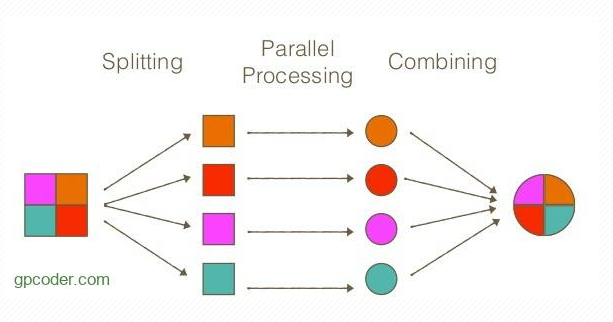 Splitting
Parallel
Processing
Combining
gpcoder.com